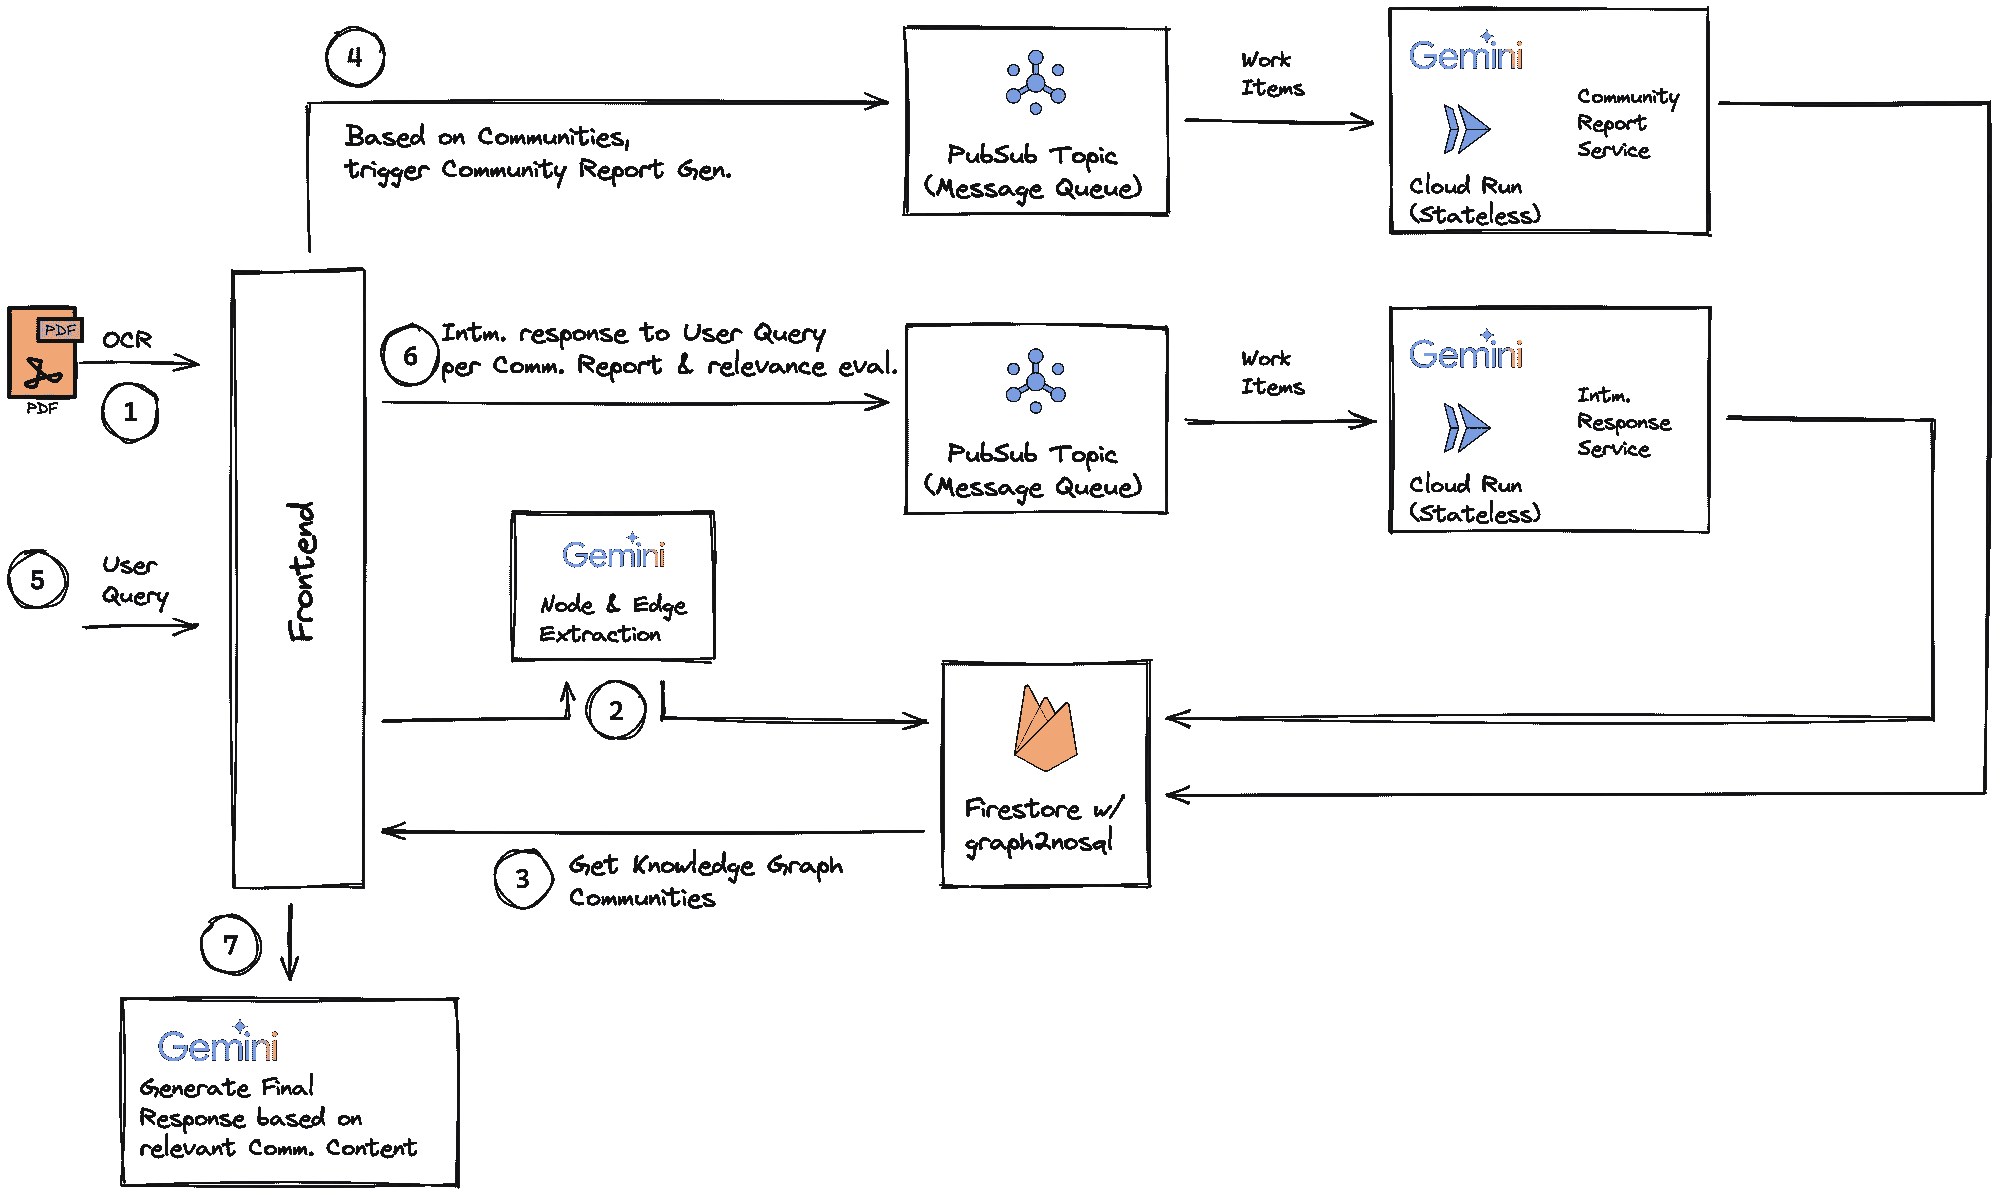 4
Based on Communities,
trigger Community Report Gen.
PubSub Topic
(Message Queue)
Work
Items
Gemini
Community
Report
Service
Cloud Run
(Stateless)
PDF
PDF
OCR
1
6
Intm. response to User Query
per Comm. Report & relevance eval.
PubSub Topic
(Message Queue)
Work
Items
Gemini
Intm.
Response
Service
Cloud Run
(Stateless)
5
User
Query
Frontend
Gemini
Node & Edge
Extraction
2
Firestore w/
graph2nosql
3
Get Knowledge Graph
Communities
7
Gemini
Generate Final
Response based on
relevant Comm. Content